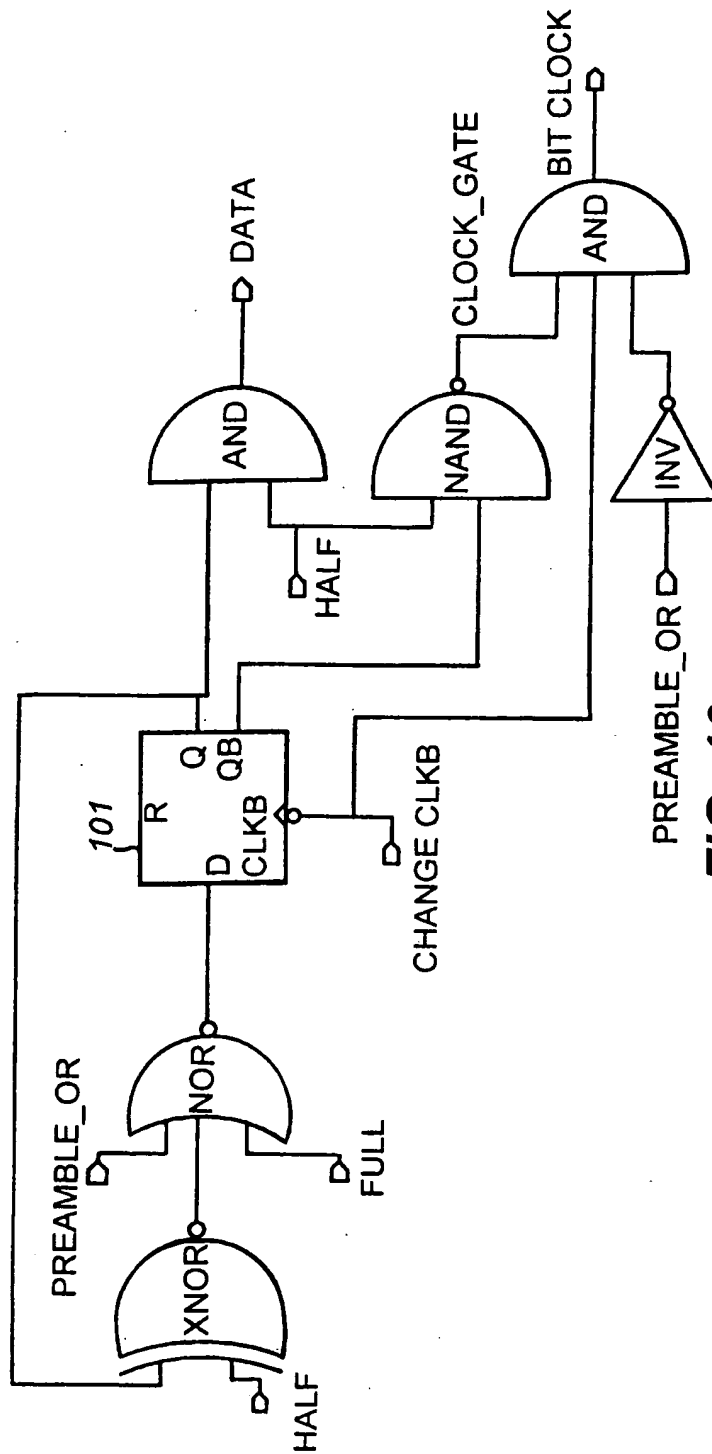 PREAMBLE_OR
HALF
XNOR
NOR
FULL
101
D
R
Q
QB
CLKB
CHANGE CLKB
HALF
AND
DATA
NAND
CLOCK_GATE
PREAMBLE_OR
INV
AND
BIT CLOCK